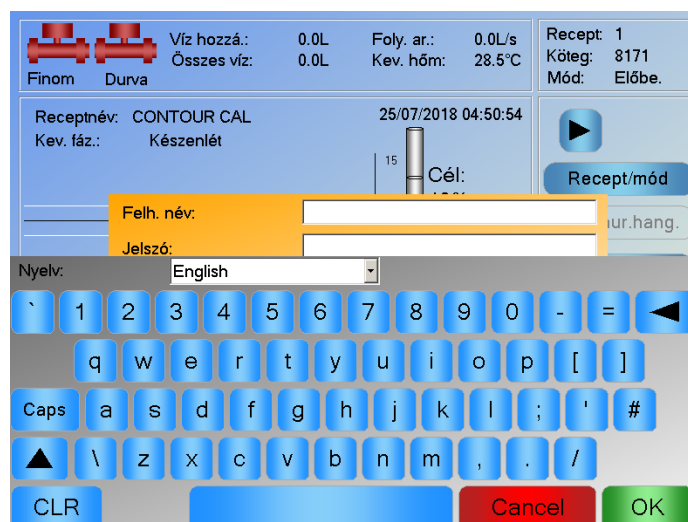 Víz hozzá.: 0.0L Foly. ar.: 0.0L/s
Összes víz: 0.0L Kev. hőm: 28.5°C
Finom Durva
Recept: 1
Köteg: 8171
Mód: Előbe.
Receptnév: CONTOUR CAL 25/07/2018 04:50:54
Kev. fáz.: Készenlét
15
Cél:
Recept/mód
ur.hang.
Felh. név:
Jelszó:
Nyelv: English
` 1 2 3 4 5 6 7 8 9 0 - =
q w e r t y u i o p [ ]
Caps a s d f g h j k l ; ' #
\ z x c v b n m , . /
CLR Cancel OK